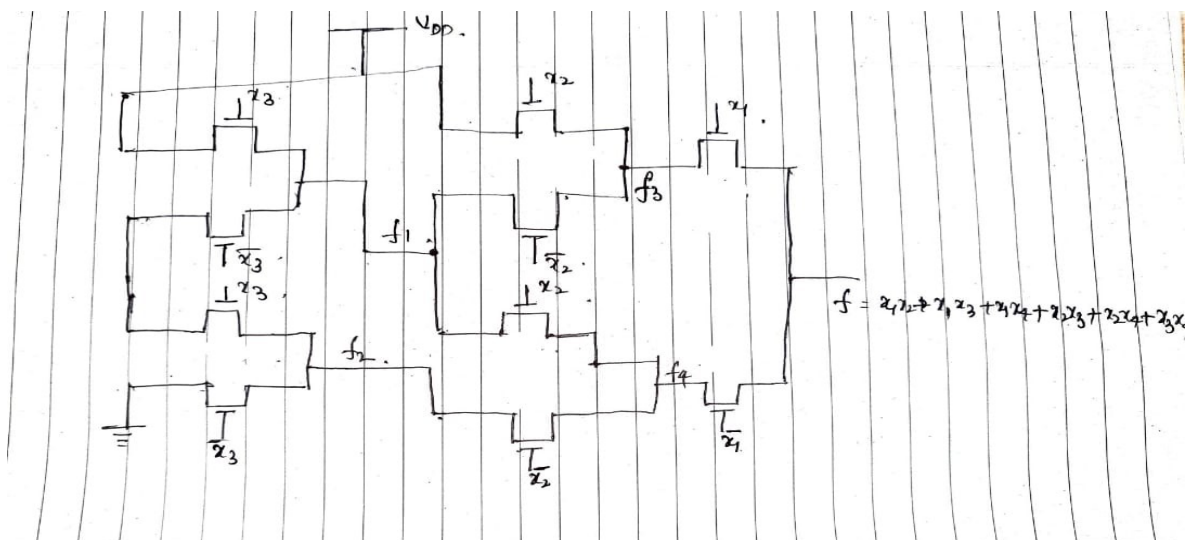 VDD.
x3
x2
x1.
f3
f1.
x̅3
x̅2.
x3.
x2
f = x1x2 + x1x3 + x1x4 + x2x3 + x2x4 + x3x
f2.
f4
x̅3
x̅2
x̅1